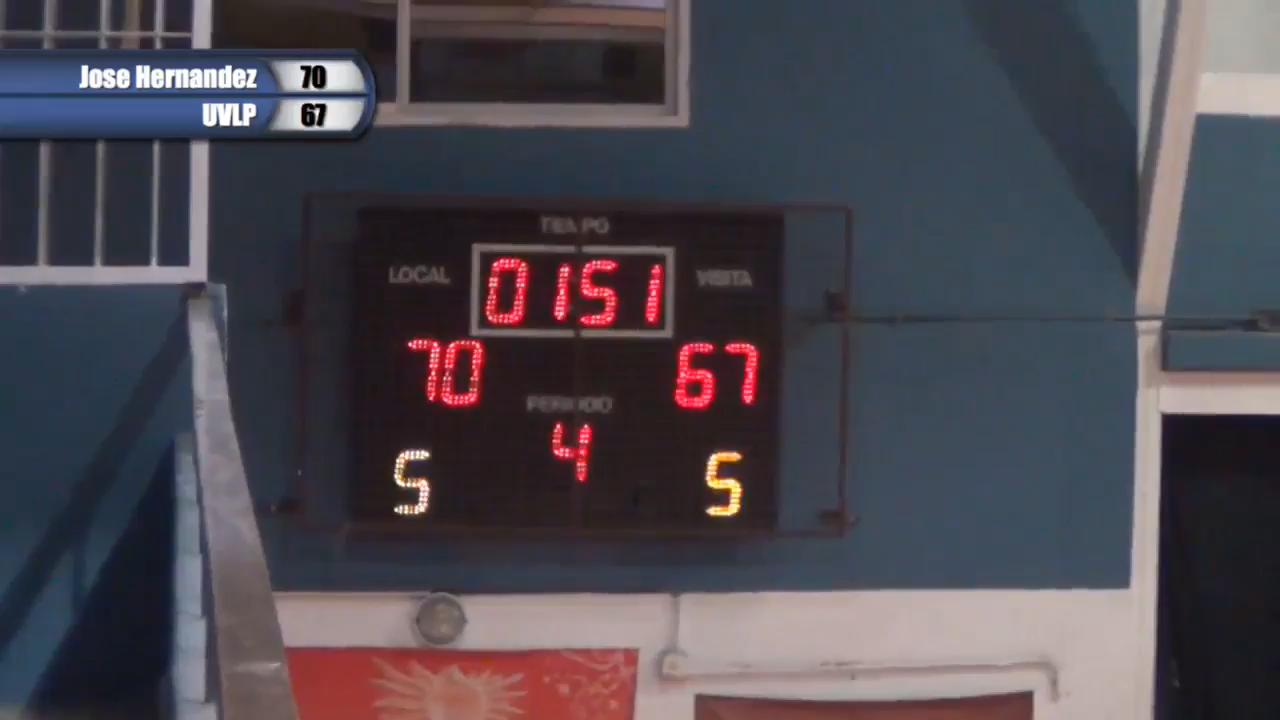 Jose Hernandez 70
UVLP 67
TIEMPO
LOCAL 0151 VISITA
70 67
PERIODO
4
5 5